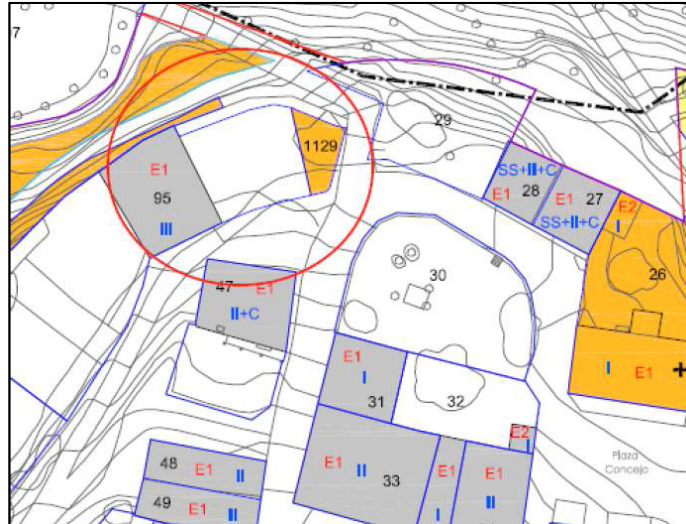 7
29
1129
E1
95
III
SS+II+C
E1
28
E1
27
SS+II+C
E2
I
26
I
E1
30
47
E1
II+C
E1
I
31
32
E2
I
E1
II
33
E1
I
E1
II
48
E1
II
49
E1
II
Plaza
Concejo